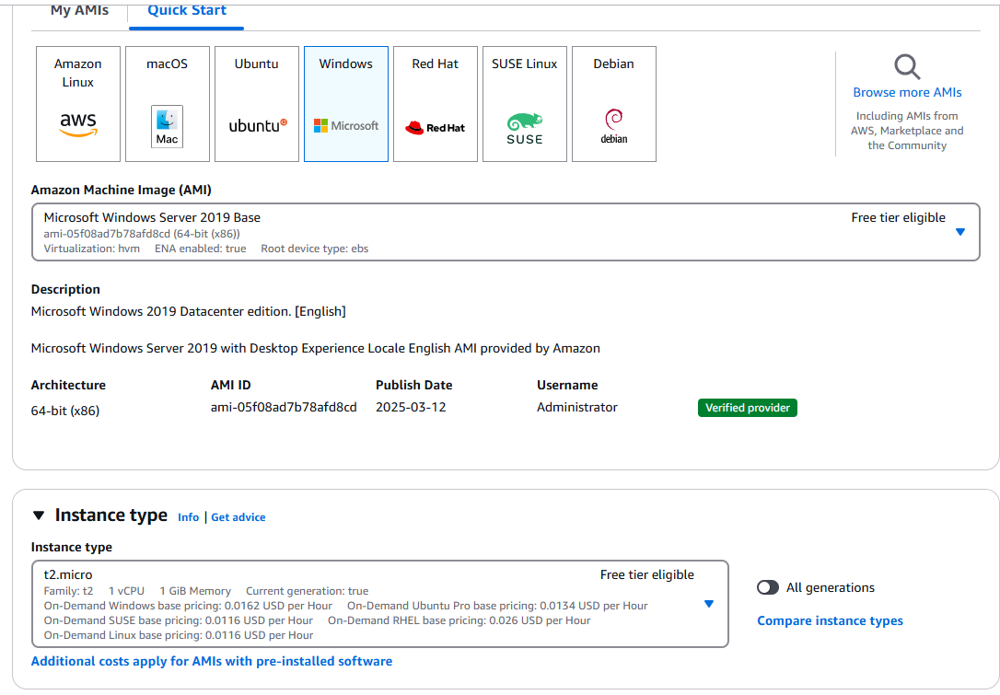 My AMIs
Quick Start
Amazon Linux
aws
macOS
Mac
Ubuntu
ubuntu
Windows
Microsoft
Red Hat
Red Hat
SUSE Linux
SUSE
Debian
debian
Browse more AMIs
Including AMIs from
AWS, Marketplace and
the Community
Amazon Machine Image (AMI)
Microsoft Windows Server 2019 Base
Free tier eligible
ami-05f08ad7b78afd8cd (64-bit (x86))
Virtualization: hvm ENA enabled: true Root device type: ebs
Description
Microsoft Windows 2019 Datacenter edition. [English]
Microsoft Windows Server 2019 with Desktop Experience Locale English AMI provided by Amazon
Architecture AMI ID Publish Date Username
64-bit (x86) ami-05f08ad7b78afd8cd 2025-03-12 Administrator Verified provider
Instance type Info | Get advice
Instance type
t2.micro
Free tier eligible
Family: t2 1 vCPU 1 GiB Memory Current generation: true
On-Demand Windows base pricing: 0.0162 USD per Hour On-Demand Ubuntu Pro base pricing: 0.0134 USD per Hour
On-Demand SUSE base pricing: 0.0116 USD per Hour On-Demand RHEL base pricing: 0.026 USD per Hour
On-Demand Linux base pricing: 0.0116 USD per Hour
All generations
Compare instance types
Additional costs apply for AMIs with pre-installed software